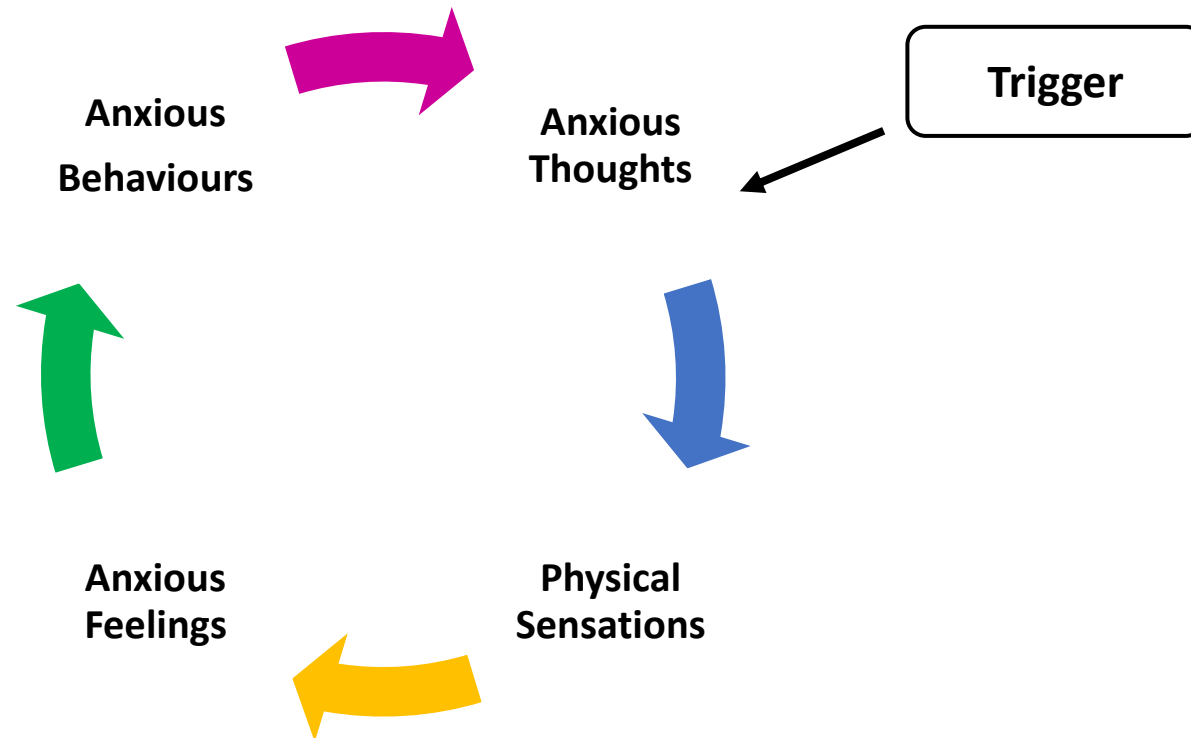 Trigger
Anxious
Behaviours
Anxious
Thoughts
Anxious
Feelings
Physical
Sensations